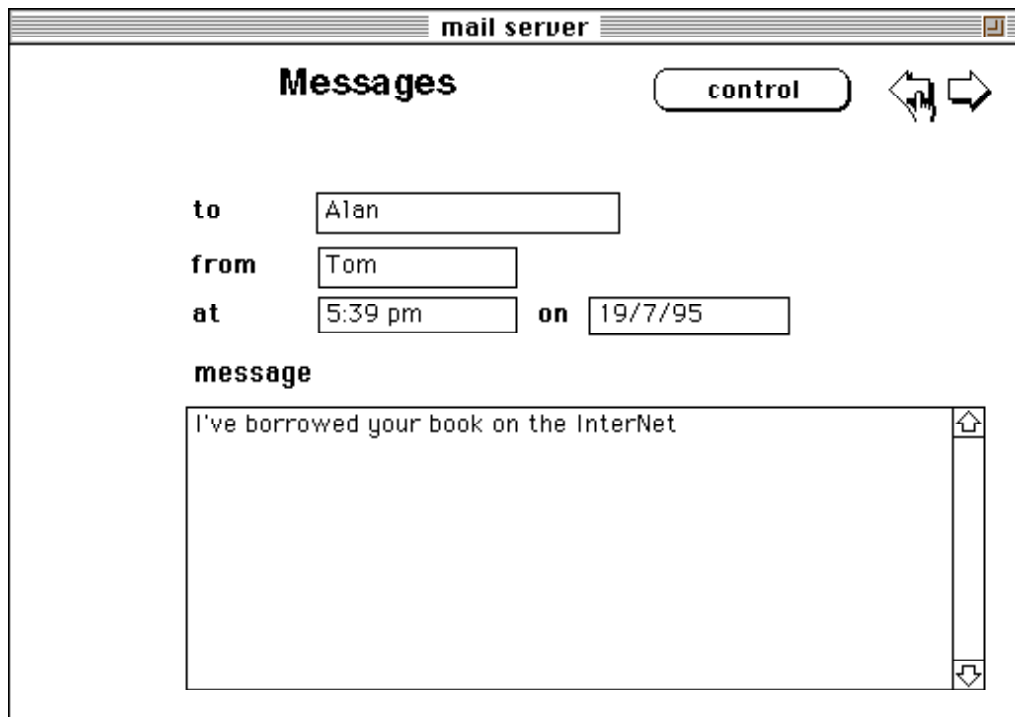 mail server
Messages
control
to Alan
from Tom
at 5:39 pm on 19/7/95
message
I've borrowed your book on the InterNet